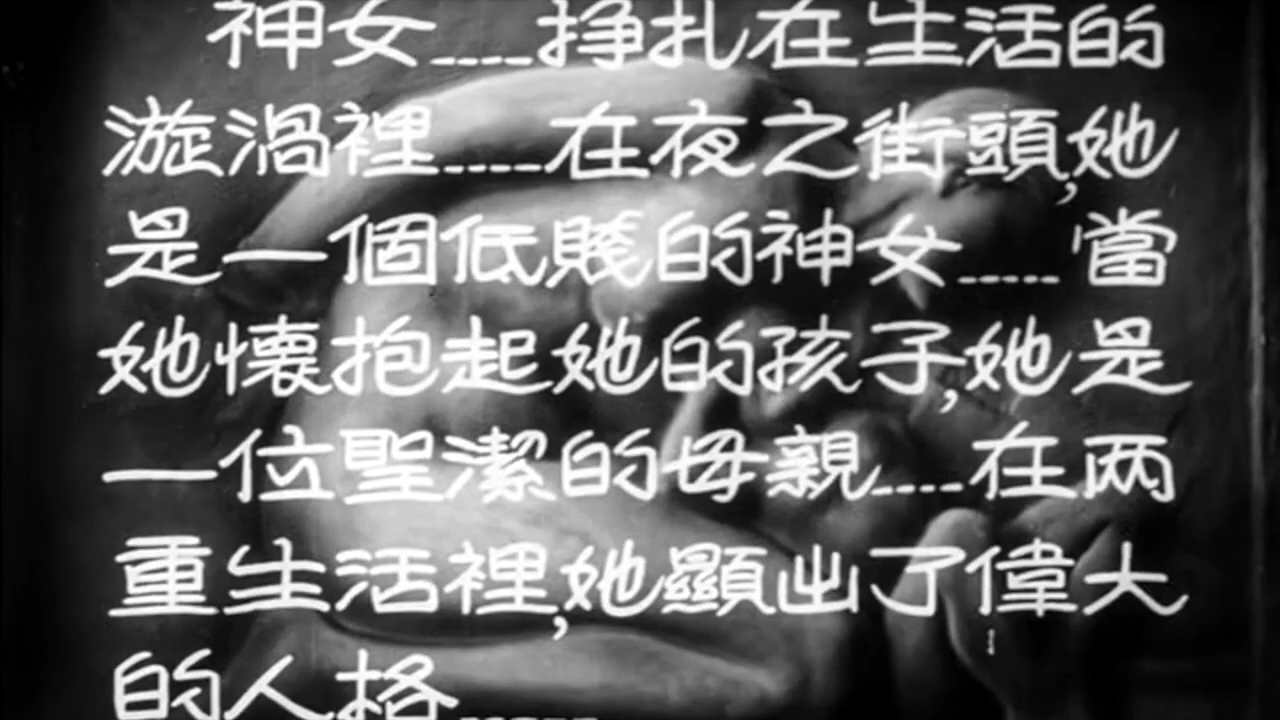 神女.....掙扎在生活的
漩渦裡.....在夜之街頭,她
是一個低賤的神女.....當
她懷抱起她的孩子,她是
一位聖潔的母親.....在两
重生活裡,她顯出了偉大
的人格......